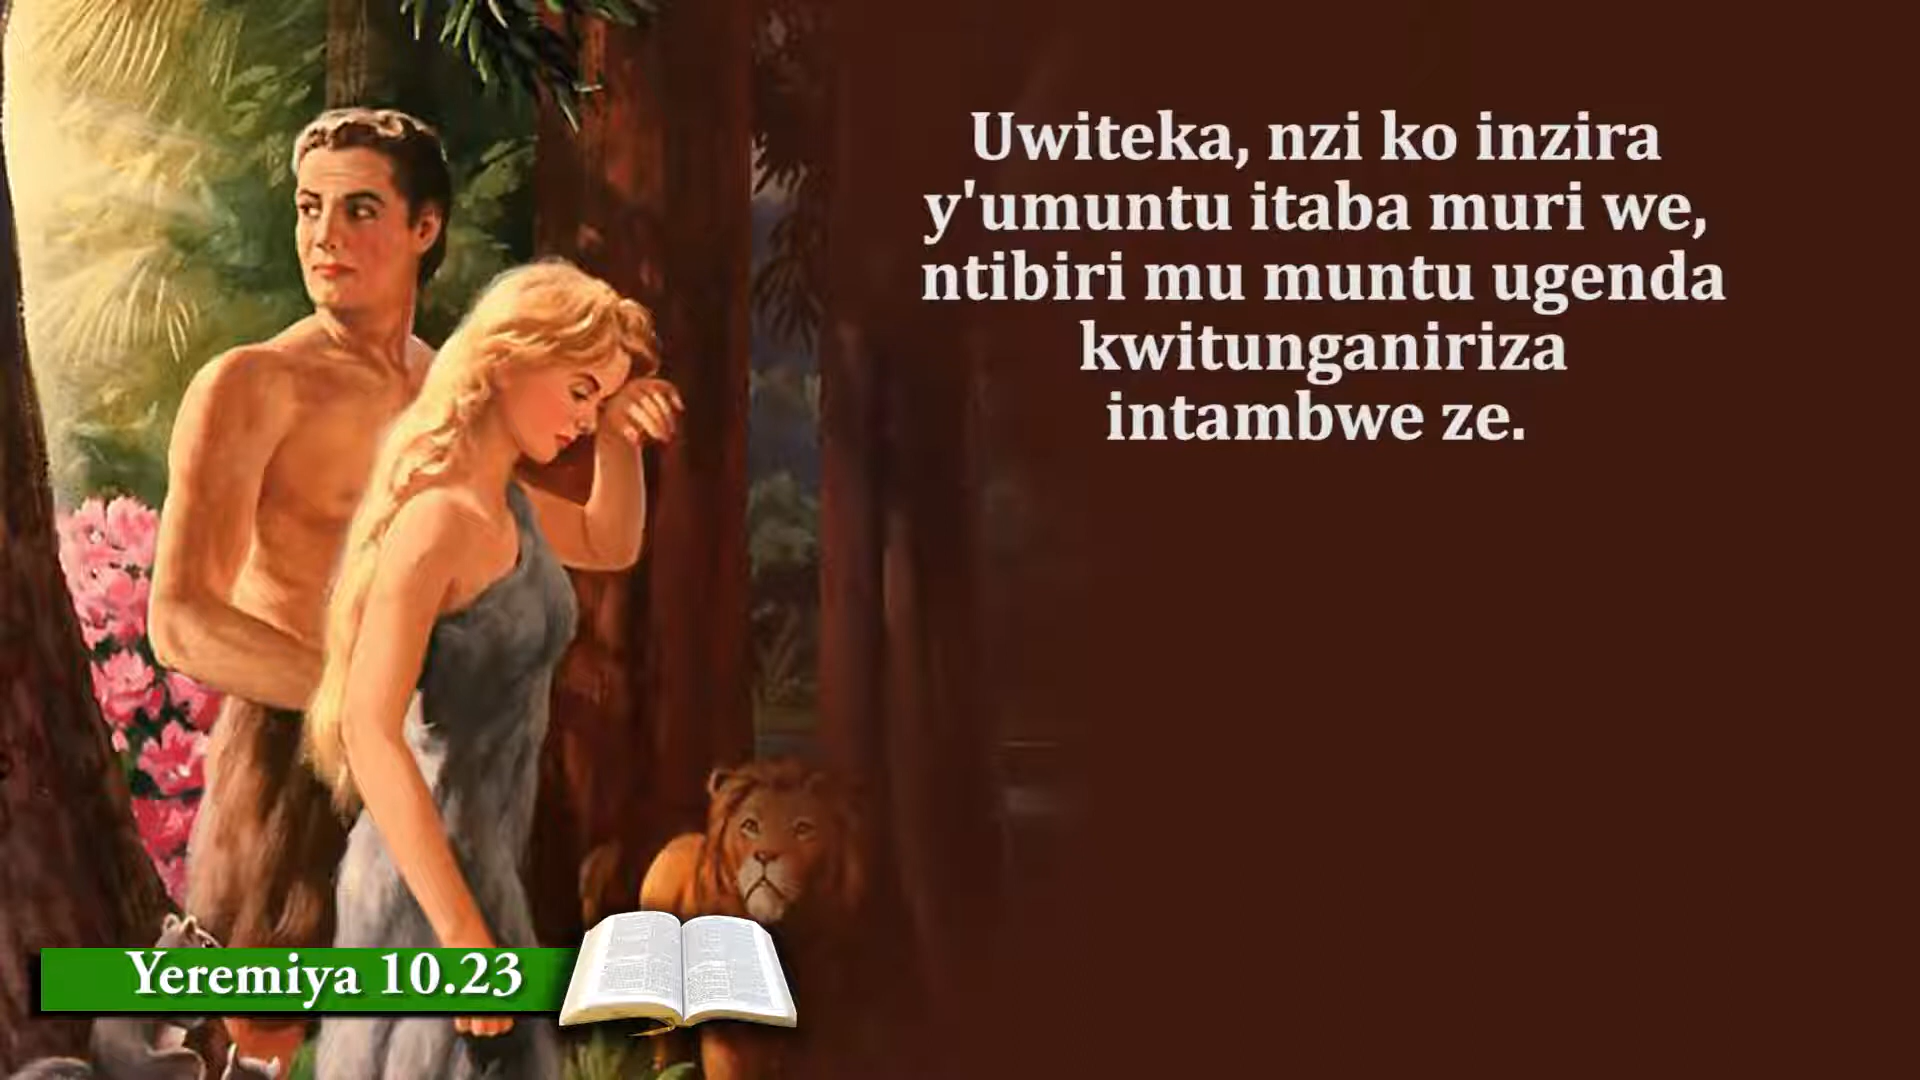 Uwiteka, nzi ko inzira
y'umuntu itaba muri we,
ntibiri mu muntu ugenda
kwitunganiriza
intambwe ze.
Yeremiya 10.23